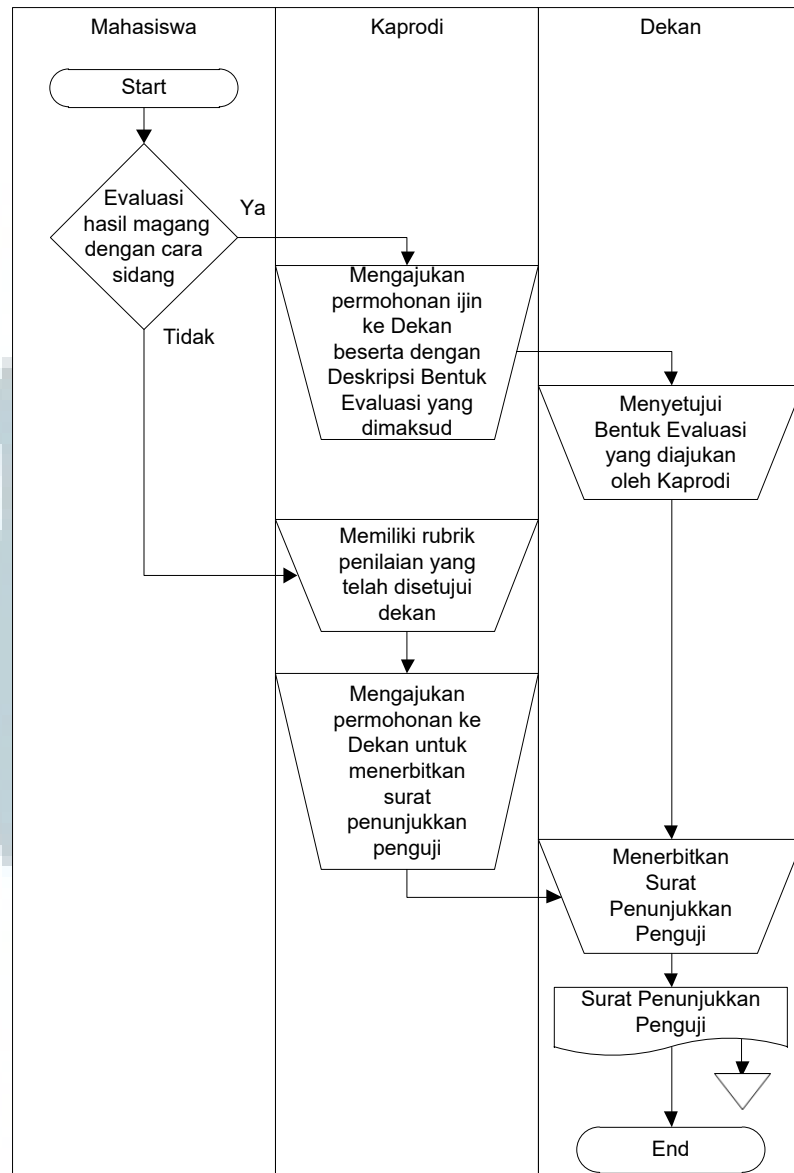 Mahasiswa
Kaprodi
Dekan
Start
Evaluasi
hasil magang
dengan cara
sidang
Ya
Tidak
Mengajukan
permohonan ijin
ke Dekan
beserta dengan
Deskripsi Bentuk
Evaluasi yang
dimaksud
Menyetujui
Bentuk Evaluasi
yang diajukan
oleh Kaprodi
Memiliki rubrik
penilaian yang
telah disetujui
dekan
Mengajukan
permohonan ke
Dekan untuk
menerbitkan
surat
penunjukkan
penguji
Menerbitkan
Surat
Penunjukkan
Penguji
Surat Penunjukkan
Penguji
End